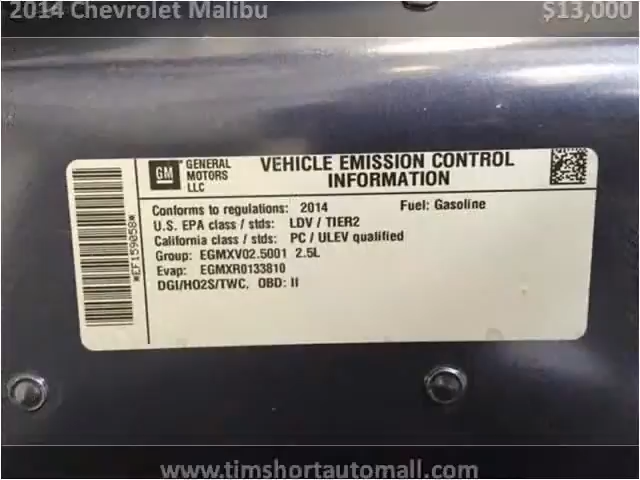 2014 Chevrolet Malibu $13,000
GM GENERAL MOTORS LLC
VEHICLE EMISSION CONTROL
INFORMATION
Conforms to regulations: 2014 Fuel: Gasoline
U.S. EPA class / stds: LDV / TIER2
California class / stds: PC / ULEV qualified
Group: EGMXV02.5001 2.5L
Evap: EGMXR0133810
DGI/HO2S/TWC, OBD: II
*EF159058*
www.timshortautomall.com